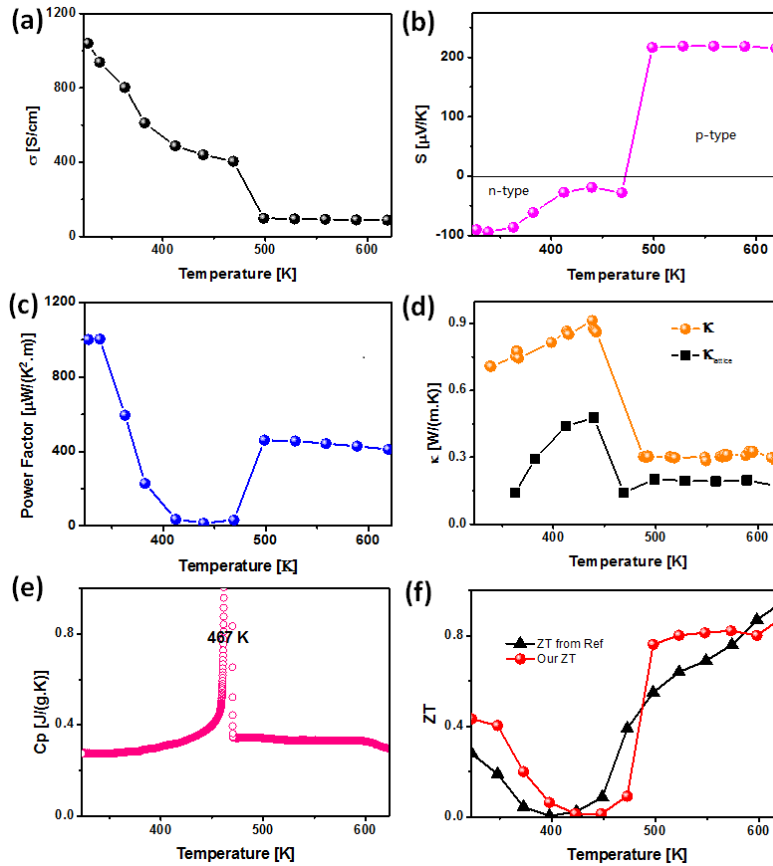 (a)
1200
800
400
0
σ [S/cm]
400
500
600
Temperature [K]
(b)
200
100
0
-100
S [µV/K]
p-type
n-type
400
500
600
Temperature [K]
(c)
1200
800
400
0
Power Factor [µW/(K².m)]
400
500
600
Temperature [K]
(d)
0.9
0.6
0.3
0.0
κ [W/(m.K)]
K
K lattice
400
500
600
Temperature [K]
(e)
0.8
0.4
0.0
Cp [J/(g.K)]
467 K
400
500
600
Temperature [K]
(f)
0.8
0.4
0.0
ZT
ZT from Ref
Our ZT
400
500
600
Temperature [K]